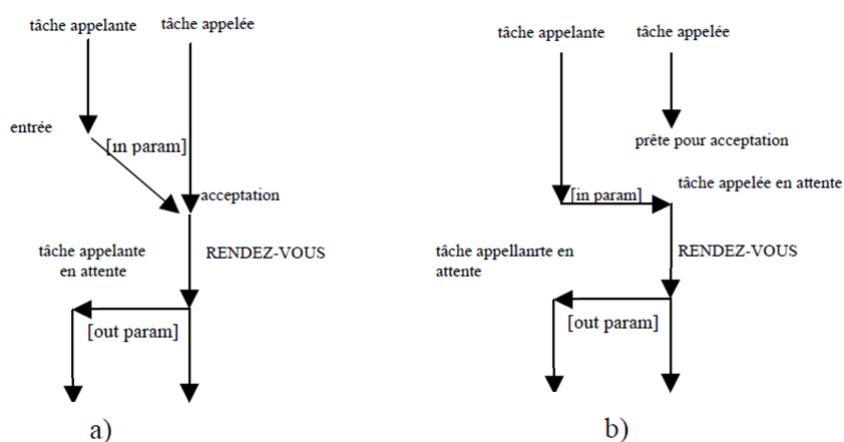 tâche appelante
tâche appelée
entrée
[in param]
acceptation
tâche appelante
en attente
RENDEZ-VOUS
[out param]
a)
tâche appelante
tâche appelée
prête pour acceptation
tâche appelée en attente
[in param]
tâche appellanrte en
attente
RENDEZ-VOUS
[out param]
b)